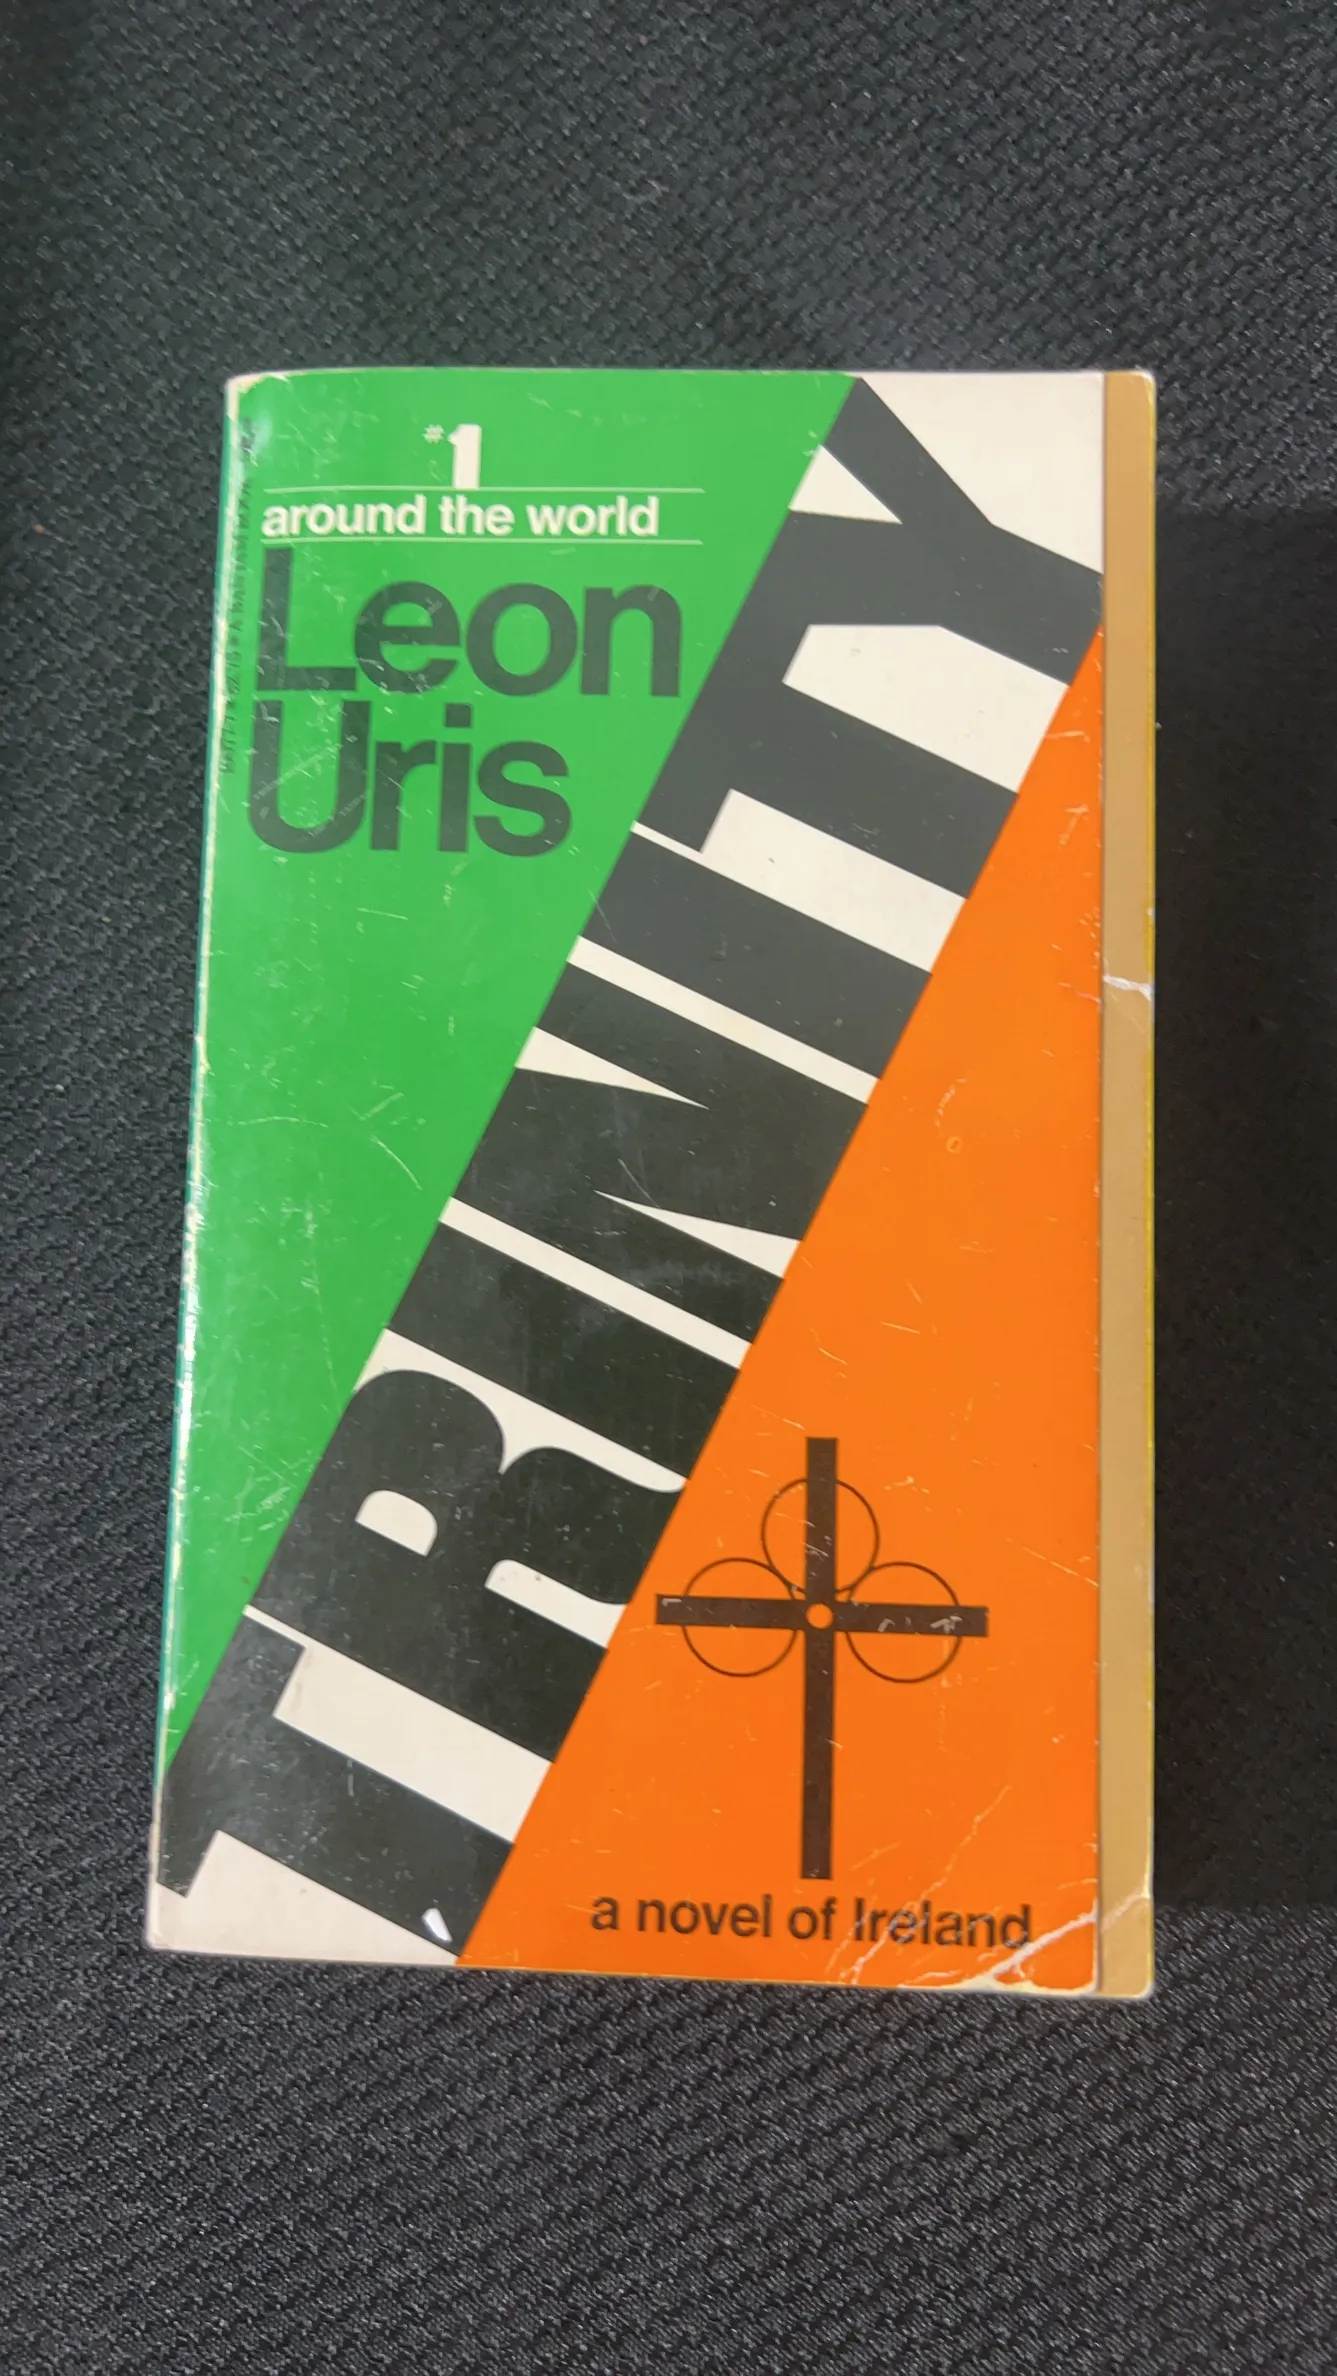 #1
around the world
Leon
Uris
TRINITY
a novel of Ireland